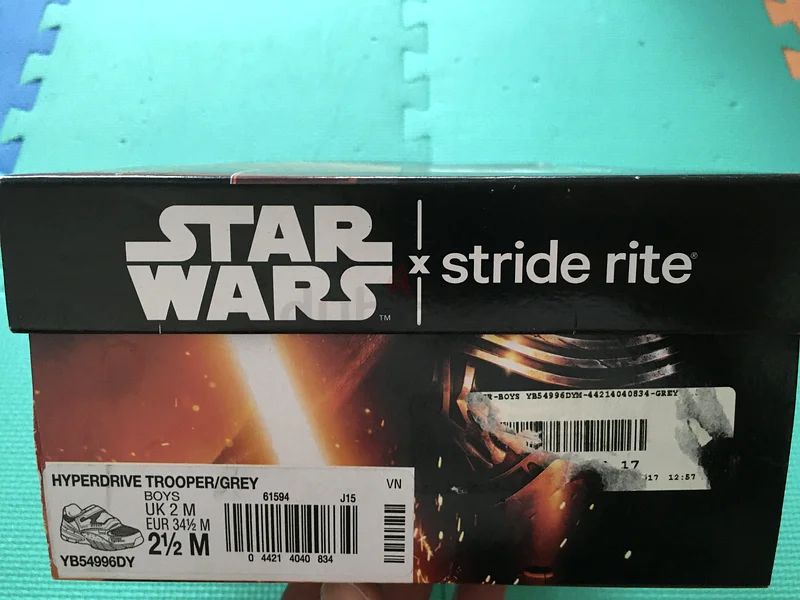 STAR
WARS
TM
x
stride rite®
R-BOYS YB54996DYM-44214040834-GREY
17
17 12:57
HYPERDRIVE TROOPER/GREY
BOYS
UK 2 M
EUR 34½ M
2½ M
YB54996DY
61594
J15
VN
0 4421 4040 834